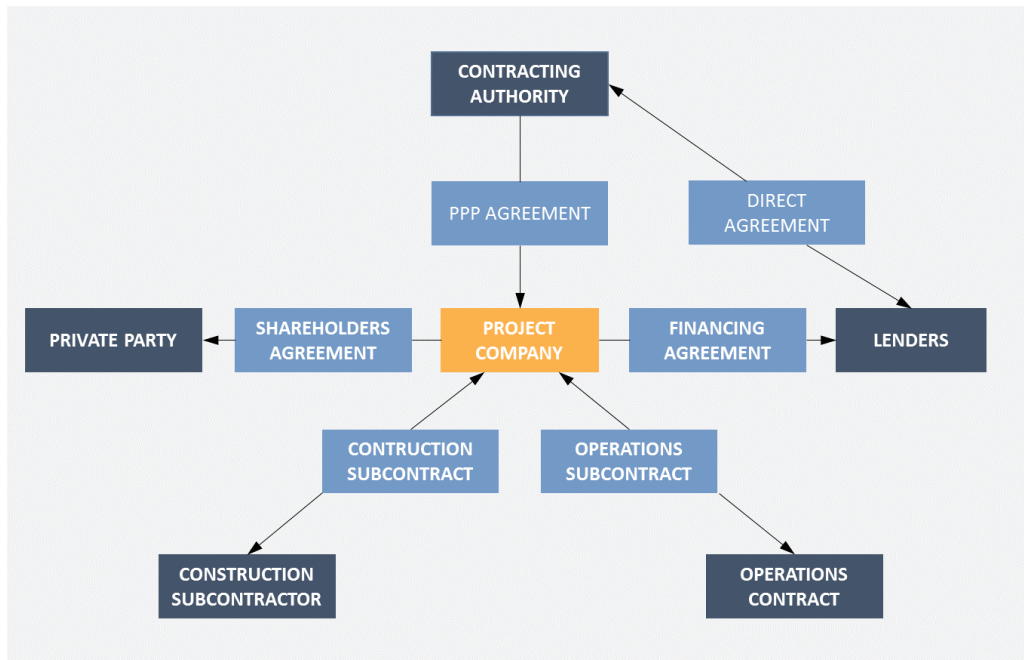 CONTRACTING
AUTHORITY
PPP AGREEMENT
DIRECT
AGREEMENT
PRIVATE PARTY
SHAREHOLDERS
AGREEMENT
PROJECT
COMPANY
FINANCING
AGREEMENT
LENDERS
CONTRUCTION
SUBCONTRACT
OPERATIONS
SUBCONTRACT
CONSTRUCTION
SUBCONTRACTOR
OPERATIONS
CONTRACT